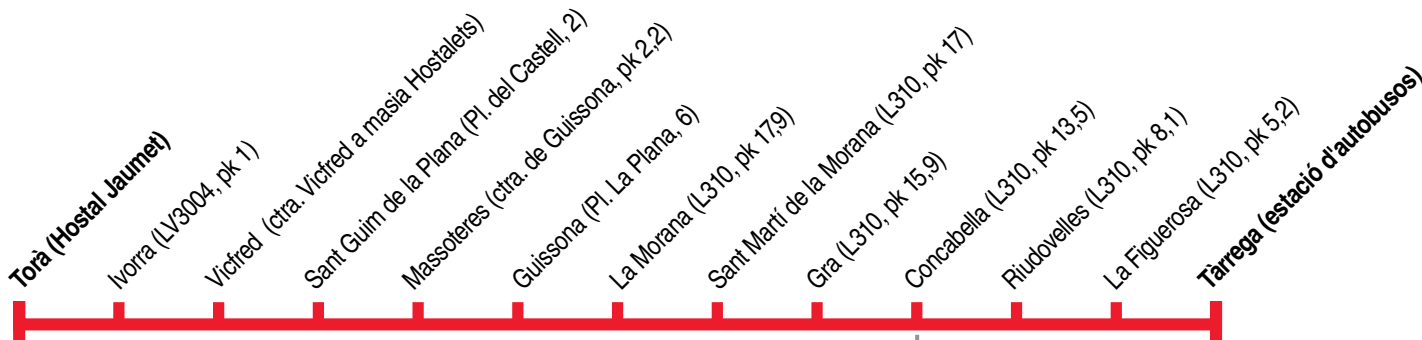 Torà (Hostal Jaumet)
Ivorra (LV3004, pk 1)
Vicfred (ctra. Vicfred a masia Hostalets)
Sant Guim de la Plana (Pl. del Castell, 2)
Massoteres (ctra. de Guissona, pk 2,2)
Guissona (Pl. La Plana, 6)
La Morana (L310, pk 17,9)
Sant Martí de la Morana (L310, pk 17)
Gra (L310, pk 15,9)
Concabella (L310, pk 13,5)
Riudovelles (L310, pk 8,1)
La Figuerosa (L310, pk 5,2)
Tàrrega (estació d'autobusos)